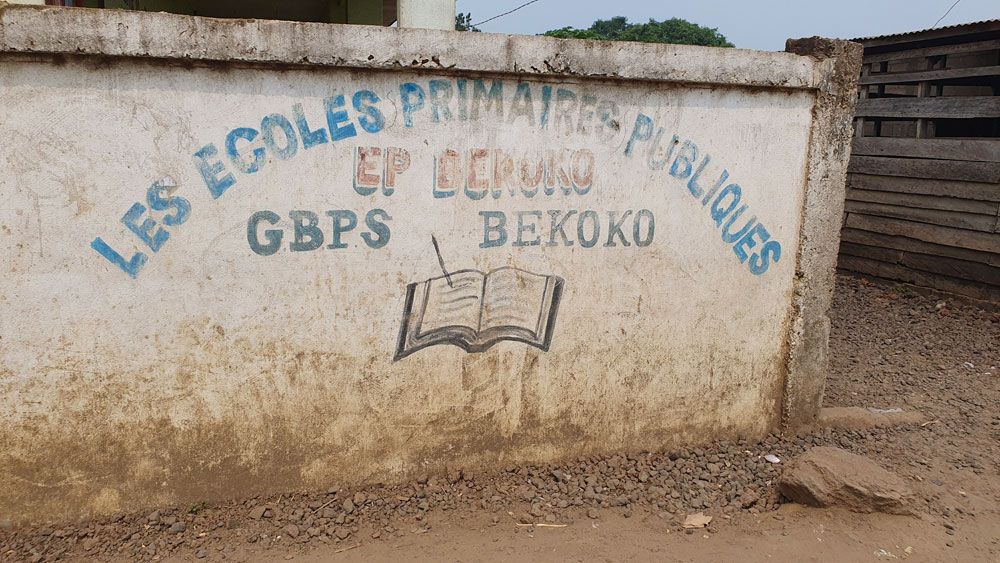 LES ECOLES PRIMAIRES PUBLIQUES
EP BEKOKO
GBPS BEKOKO